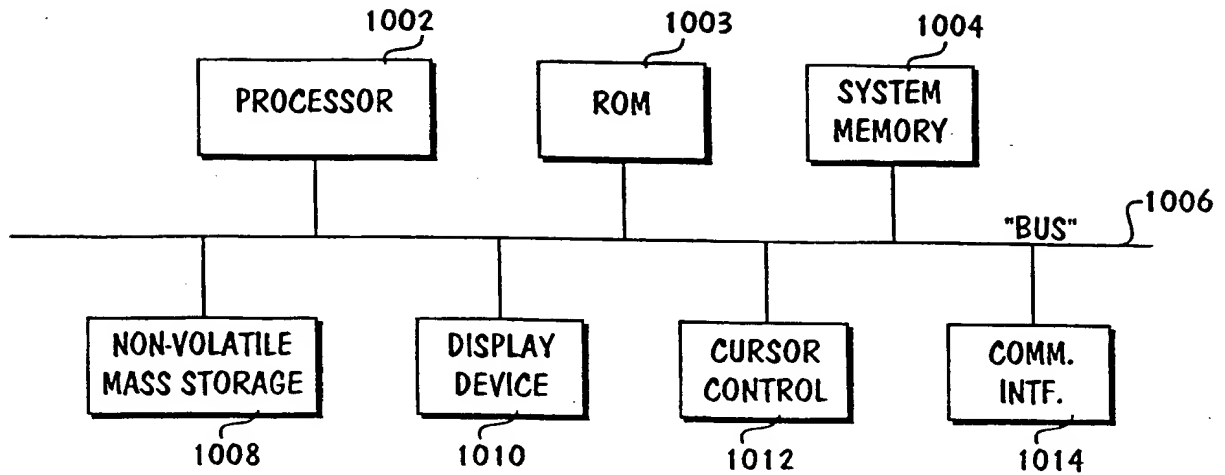 1002
1003
1004
PROCESSOR
ROM
SYSTEM
MEMORY
"BUS"
1006
NON-VOLATILE
MASS STORAGE
DISPLAY
DEVICE
CURSOR
CONTROL
COMM.
INTF.
1008
1010
1012
1014